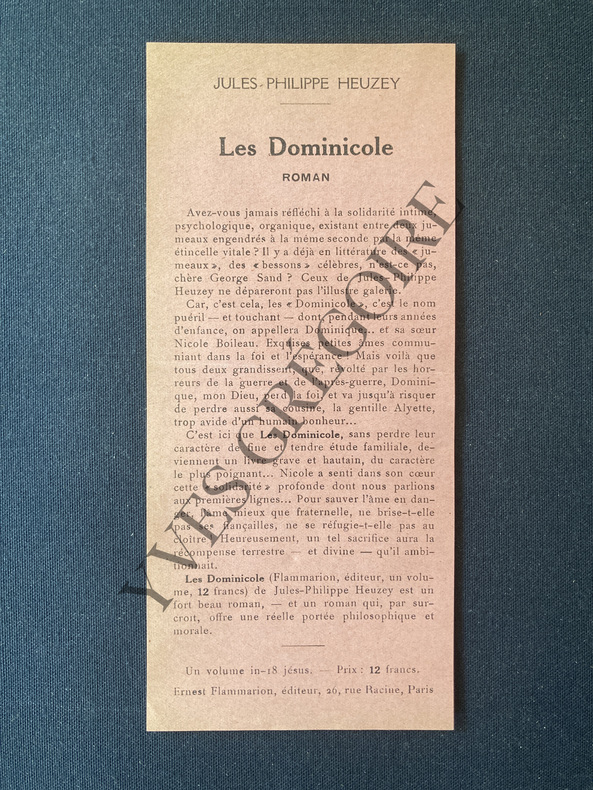 JULES-PHILIPPE HEUZEY
Les Dominicole
ROMAN
Avez-vous jamais réfléchi à la solidarité intime,
psychologique, organique, existant entre deux ju-
meaux engendrés à la même seconde par la même
étincelle vitale ? Il y a déjà en littérature des « ju-
meaux », des « bessons » célèbres, n'est-ce pas,
chère George Sand ? Ceux de Jules-Philippe
Heuzey ne dépareront pas l'illustre galerie.
Car, c'est cela, les « Dominicole », c'est le nom
puéril — et touchant — dont, pendant leurs années
d'enfance, on appellera Dominique... et sa sœur
Nicole Boileau. Exquises petites âmes commu-
niant dans la foi et l'espérance ! Mais voilà que
tous deux grandissent, que, révolté par les hor-
reurs de la guerre et de l'après-guerre, Domini-
que, mon Dieu, perd la foi, et va jusqu'à risquer
de perdre aussi sa cousine, la gentille Alyette,
trop avide d'un humain bonheur...
C'est ici que Les Dominicole, sans perdre leur
caractère de fine et tendre étude familiale, de-
viennent un livre grave et hautain, du caractère
le plus poignant... Nicole a senti dans son cœur
cette « solidarité » profonde dont nous parlions
aux premières lignes... Pour sauver l'âme en dan-
ger, l'âme mieux que fraternelle, ne brise-t-elle
pas ses fiançailles, ne se réfugie-t-elle pas au
cloître ? Heureusement, un tel sacrifice aura la
récompense terrestre — et divine — qu'il ambi-
tionnait.
Les Dominicole (Flammarion, éditeur, un volu-
me, 12 francs) de Jules-Philippe Heuzey est un
fort beau roman, — et un roman qui, par sur-
croit, offre une réelle portée philosophique et
morale.
Un volume in-18 jésus. — Prix : 12 francs.
Ernest Flammarion, éditeur, 26, rue Racine, Paris
YVES GRÉGOIRE